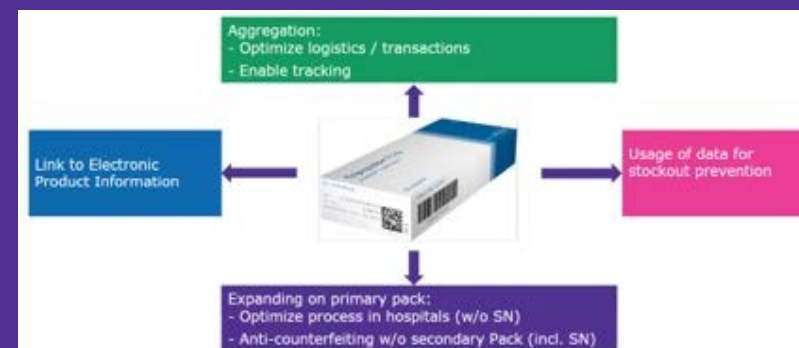 Aggregation:
- Optimize logistics / transactions
- Enable tracking
Link to Electronic
Product Information
Usage of data for
stockout prevention
Expanding on primary pack:
- Optimize process in hospitals (w/o SN)
- Anti-counterfeiting w/o secondary Pack (incl. SN)